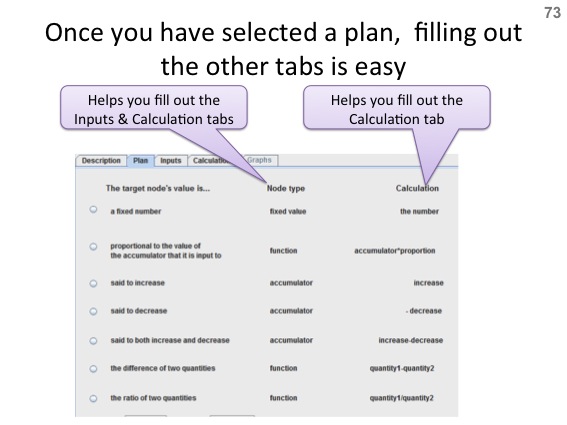 73
Once you have selected a plan, filling out
the other tabs is easy
Helps you fill out the
Inputs & Calculation tabs
Helps you fill out the
Calculation tab
Description Plan Inputs Graphs
The target node's value is... Node type Calculation
a fixed number fixed value the number
proportional to the value of
the accumulator that it is input to function accumulator*proportion
said to increase accumulator increase
said to decrease accumulator - decrease
said to both increase and decrease accumulator increase-decrease
the difference of two quantities function quantity1-quantity2
the ratio of two quantities function quantity1/quantity2